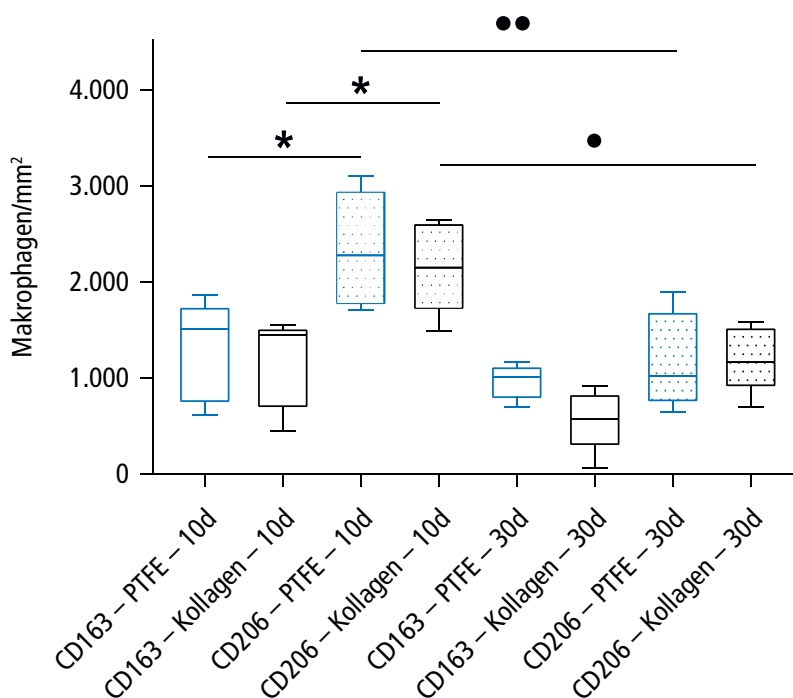 ●●
4.000
*
*
●
3.000
Makrophagen/mm²
2.000
1.000
0
CD163 – PTFE – 10d
CD163 – Kollagen – 10d
CD206 – PTFE – 10d
CD206 – Kollagen – 10d
CD163 – PTFE – 30d
CD163 – Kollagen – 30d
CD206 – PTFE – 30d
CD206 – Kollagen – 30d